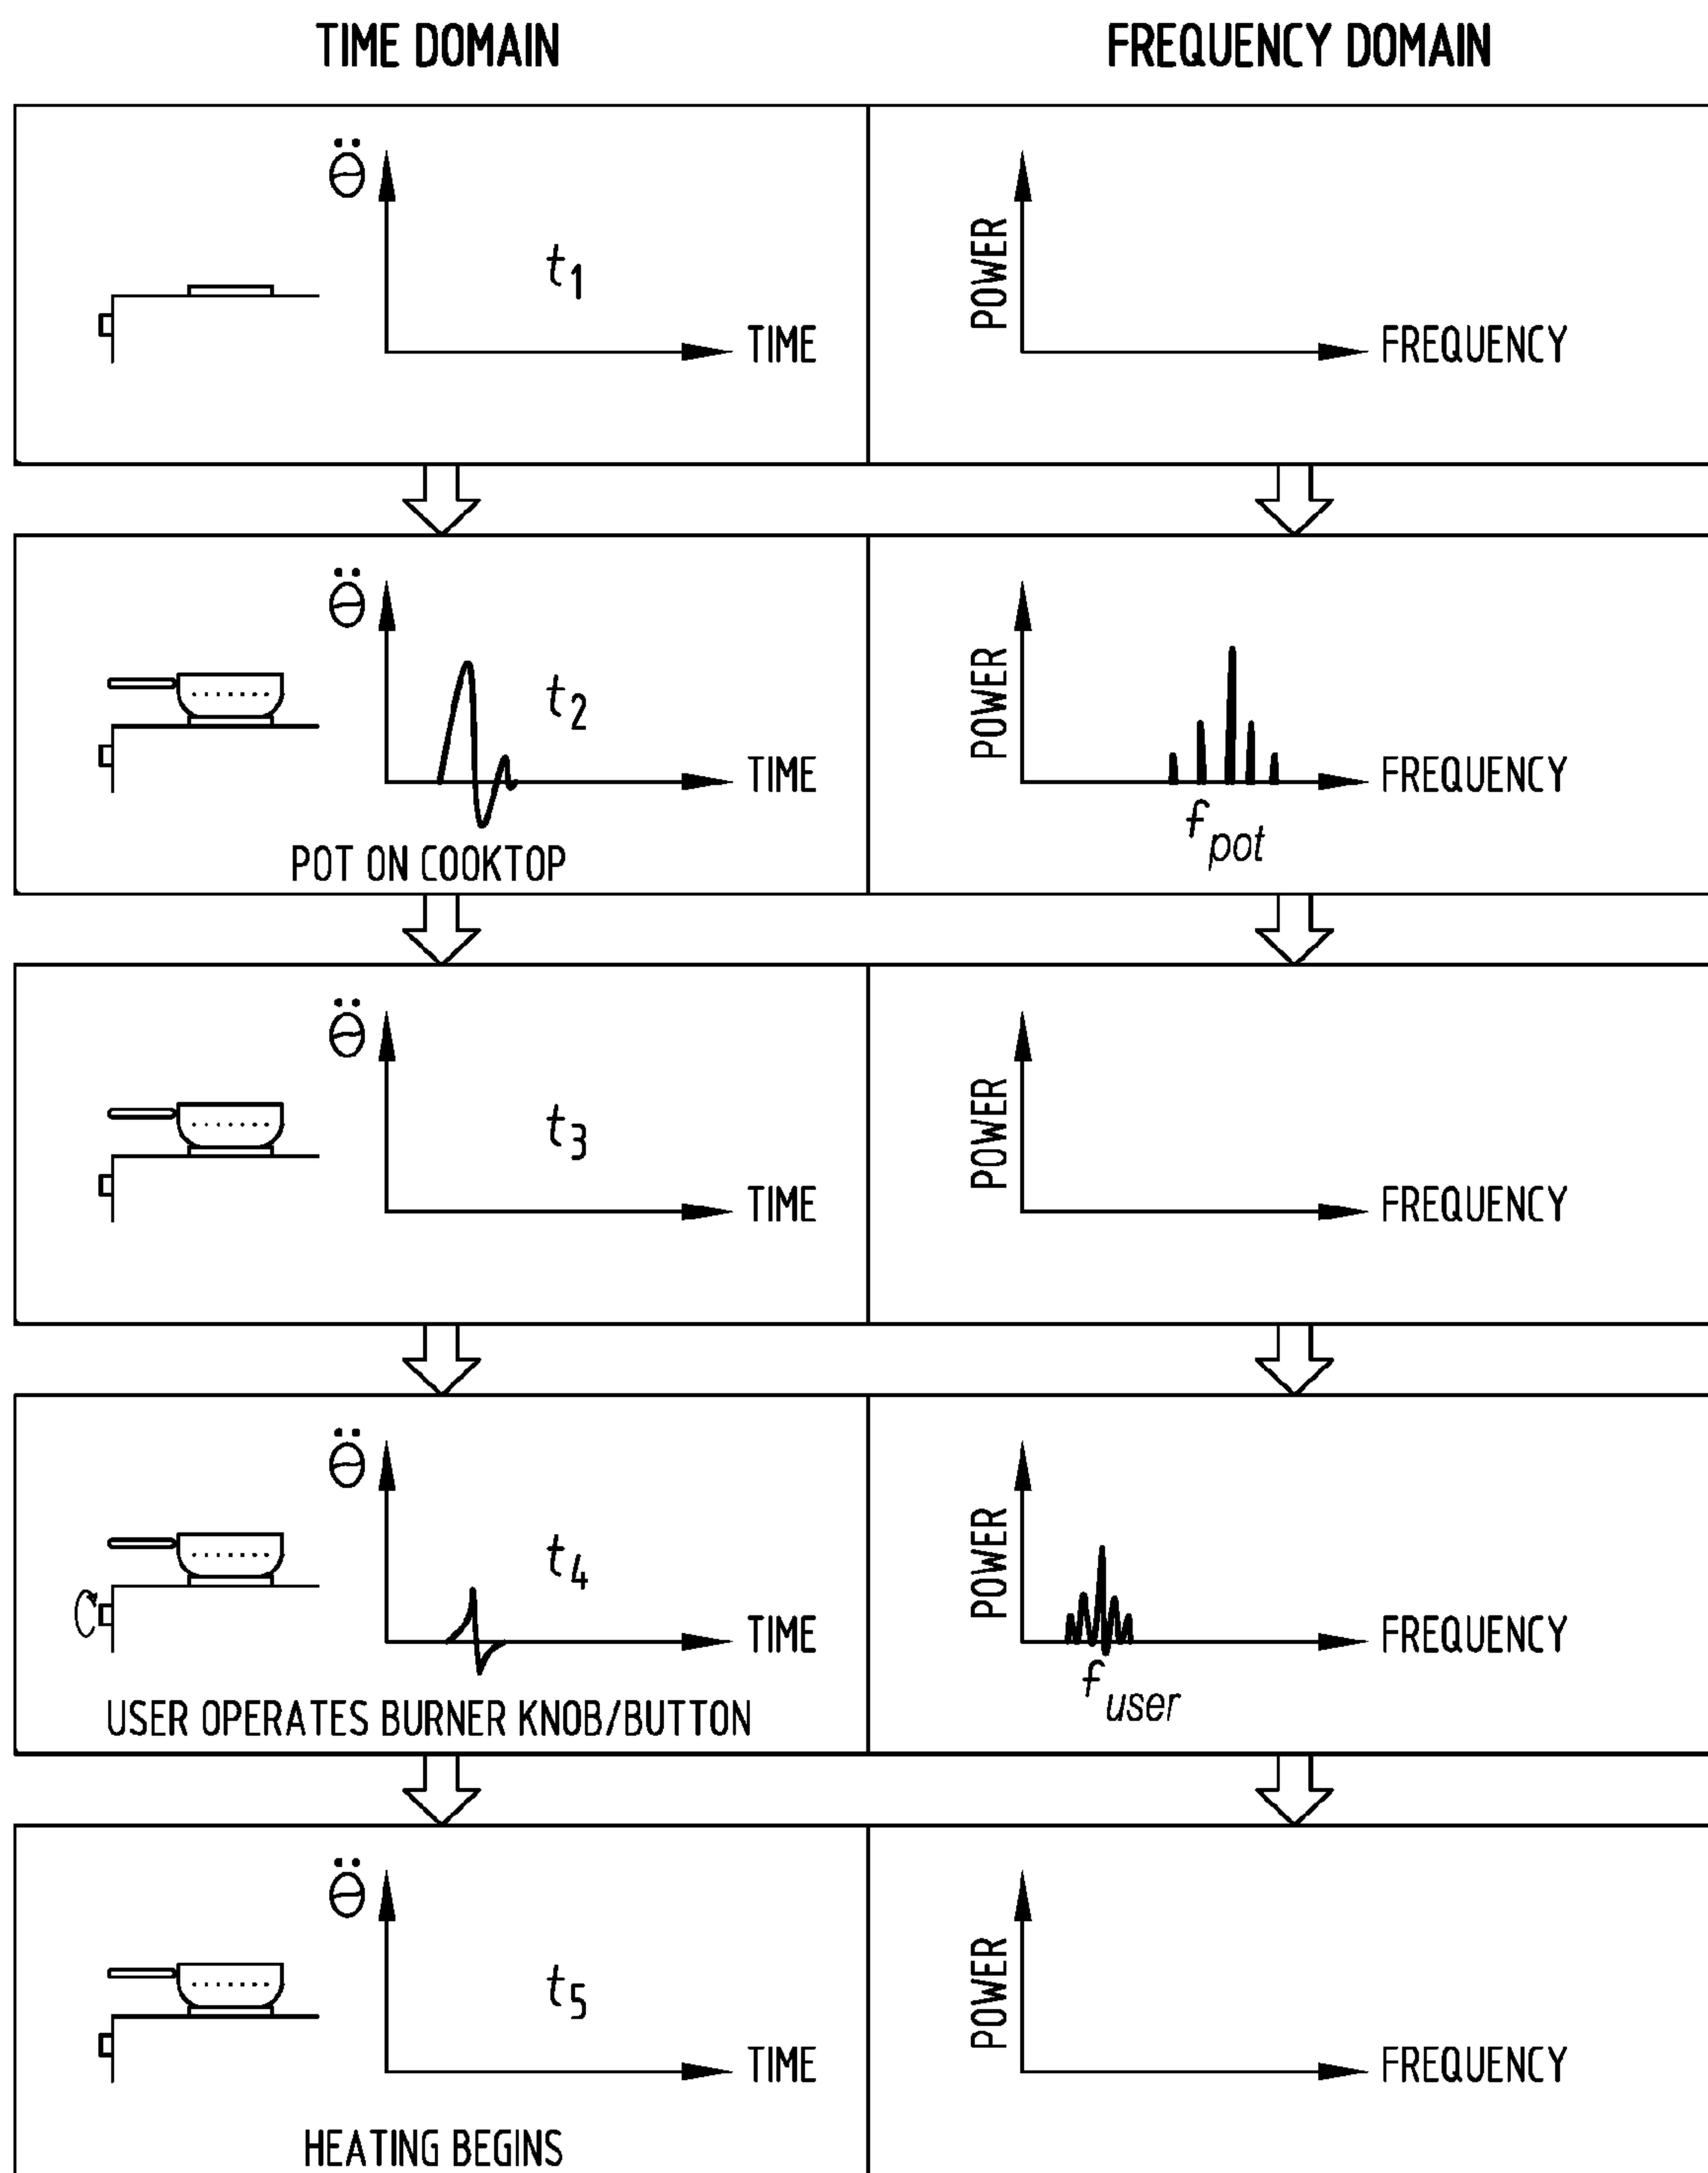 TIME DOMAIN
FREQUENCY DOMAIN
Θ̈
t1
TIME
POWER
FREQUENCY
Θ̈
t2
TIME
POT ON COOKTOP
POWER
FREQUENCY
fpot
Θ̈
t3
TIME
POWER
FREQUENCY
Θ̈
t4
TIME
USER OPERATES BURNER KNOB/BUTTON
POWER
FREQUENCY
fuser
Θ̈
t5
TIME
HEATING BEGINS
POWER
FREQUENCY